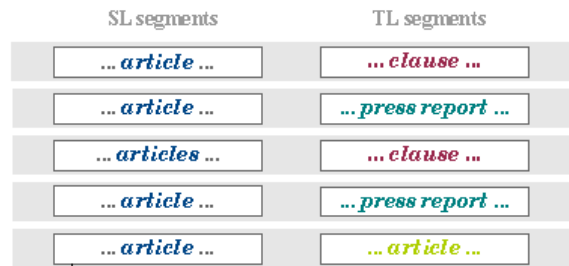 SL segments TL segments
... article ... ... clause ...
... article ... ... press report ...
... articles ... ... clause ...
... article ... ... press report ...
... article ... ... article ...